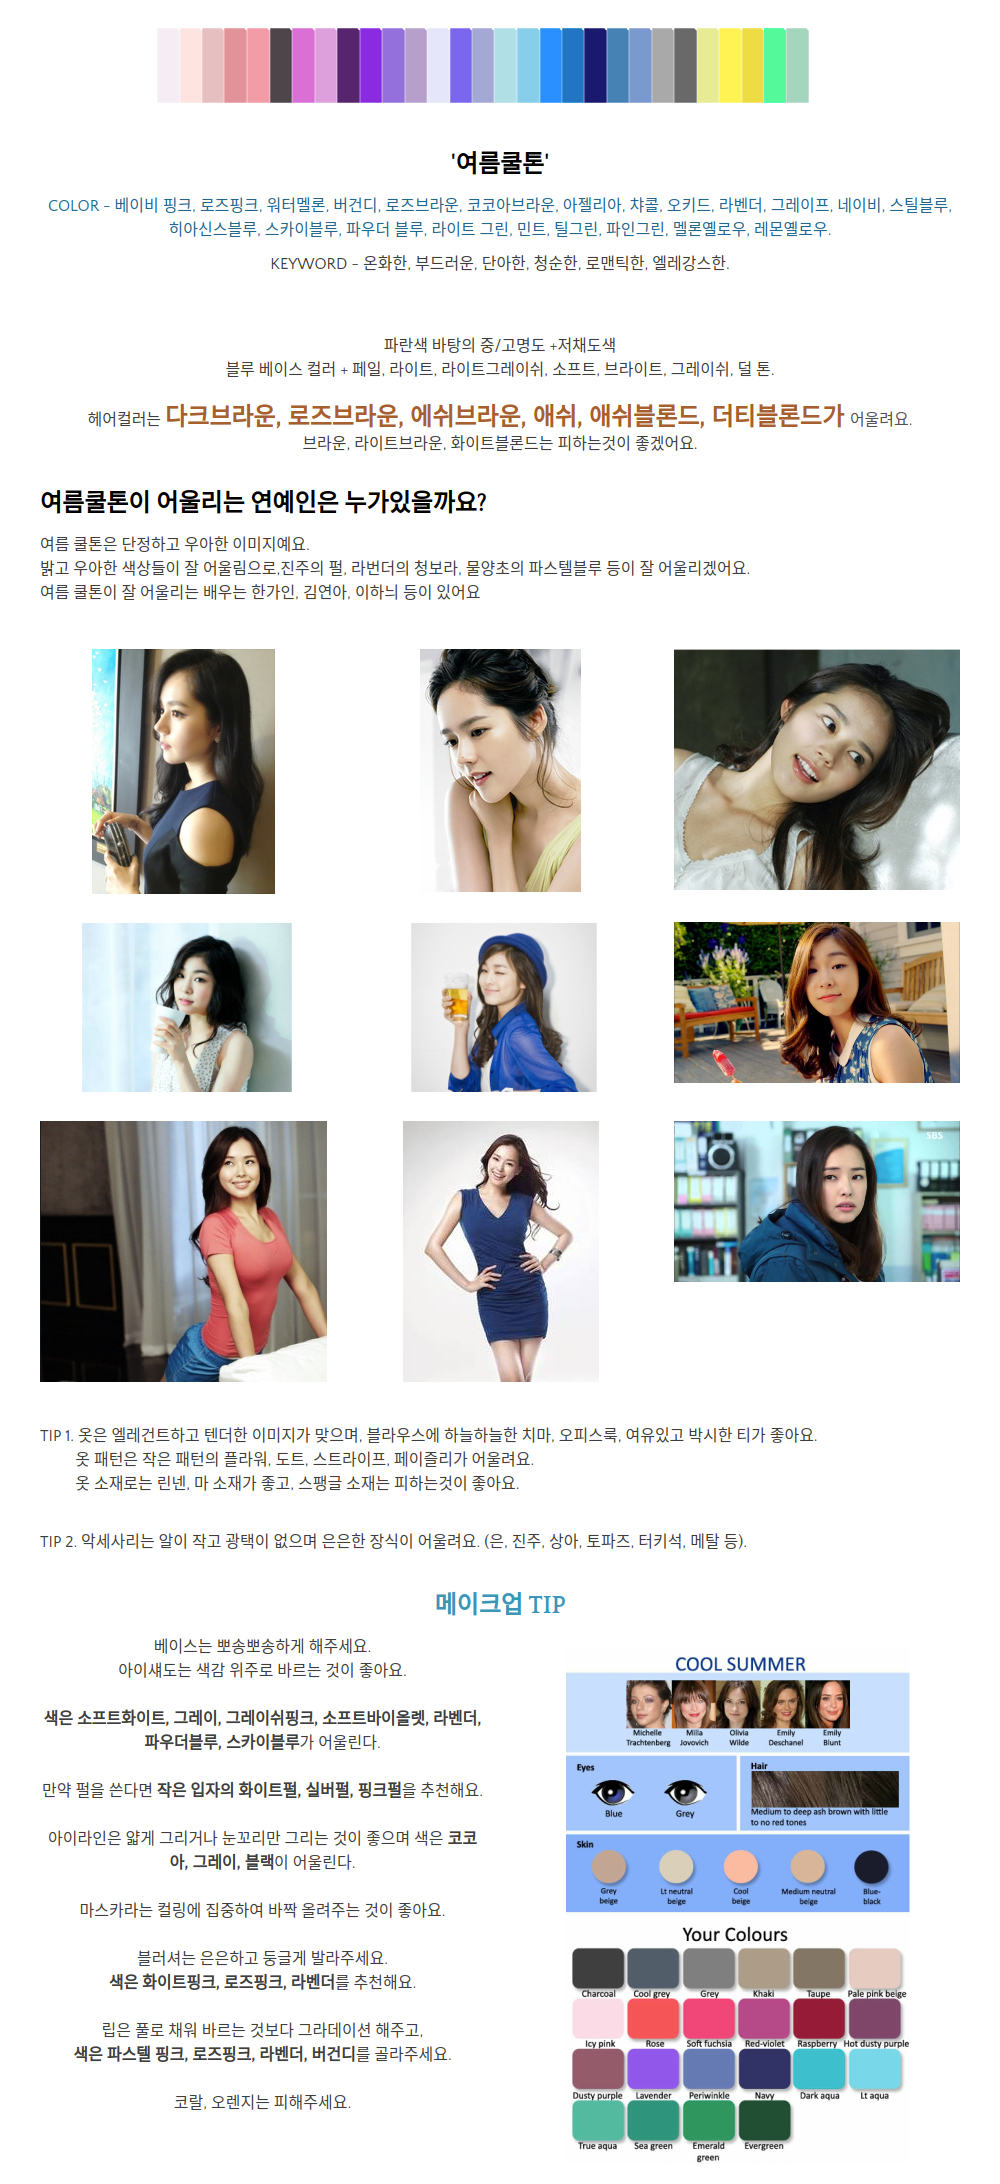 '여름쿨톤'
COLOR - 베이비 핑크, 로즈핑크, 워터멜론, 버건디, 로즈브라운, 코코아브라운, 아젤리아, 챠콜, 오키드, 라벤더, 그레이프, 네이비, 스틸블루,
히아신스블루, 스카이블루, 파우더 블루, 라이트 그린, 민트, 틸그린, 파인그린, 멜론옐로우, 레몬옐로우.
KEYWORD - 온화한, 부드러운, 단아한, 청순한, 로맨틱한, 엘레강스한.
파란색 바탕의 중/고명도 +저채도색
블루 베이스 컬러 + 페일, 라이트, 라이트그레이쉬, 소프트, 브라이트, 그레이쉬, 덜 톤.
헤어컬러는 다크브라운, 로즈브라운, 에쉬브라운, 애쉬, 애쉬블론드, 더티블론드가 어울려요.
브라운, 라이트브라운, 화이트블론드는 피하는것이 좋겠어요.
여름쿨톤이 어울리는 연예인은 누가있을까요?
여름 쿨톤은 단정하고 우아한 이미지예요.
밝고 우아한 색상들이 잘 어울림으로,진주의 펄, 라번더의 청보라, 물양초의 파스텔블루 등이 잘 어울리겠어요.
여름 쿨톤이 잘 어울리는 배우는 한가인, 김연아, 이하늬 등이 있어요
SBS
TIP 1. 옷은 엘레건트하고 텐더한 이미지가 맞으며, 블라우스에 하늘하늘한 치마, 오피스룩, 여유있고 박시한 티가 좋아요.
옷 패턴은 작은 패턴의 플라워, 도트, 스트라이프, 페이즐리가 어울려요.
옷 소재로는 린넨, 마 소재가 좋고, 스팽글 소재는 피하는것이 좋아요.
TIP 2. 악세사리는 알이 작고 광택이 없으며 은은한 장식이 어울려요. (은, 진주, 상아, 토파즈, 터키석, 메탈 등).
메이크업 TIP
베이스는 뽀송뽀송하게 해주세요.
아이섀도는 색감 위주로 바르는 것이 좋아요.
색은 소프트화이트, 그레이, 그레이쉬핑크, 소프트바이올렛, 라벤더,
파우더블루, 스카이블루가 어울린다.
만약 펄을 쓴다면 작은 입자의 화이트펄, 실버펄, 핑크펄을 추천해요.
아이라인은 얇게 그리거나 눈꼬리만 그리는 것이 좋으며 색은 코코
아, 그레이, 블랙이 어울린다.
마스카라는 컬링에 집중하여 바짝 올려주는 것이 좋아요.
블러셔는 은은하고 둥글게 발라주세요.
색은 화이트핑크, 로즈핑크, 라벤더를 추천해요.
립은 풀로 채워 바르는 것보다 그라데이션 해주고,
색은 파스텔 핑크, 로즈핑크, 라벤더, 버건디를 골라주세요.
코랄, 오렌지는 피해주세요.
COOL SUMMER
Michelle Milla Olivia Emily Emily
Trachtenberg Jovovich Wilde Deschanel Blunt
Eyes
Blue Grey
Hair
Medium to deep ash brown with little
to no red tones
Skin
Grey Lt neutral Cool Medium neutral Blue-
beige beige beige beige black
Your Colours
Charcoal Cool grey Grey Khaki Taupe Pale pink beige
Icy pink Rose Soft fuchsia Red-violet Raspberry Hot dusty purple
Dusty purple Lavender Periwinkle Navy Dark aqua Lt aqua
True aqua Sea green Emerald Evergreen
green